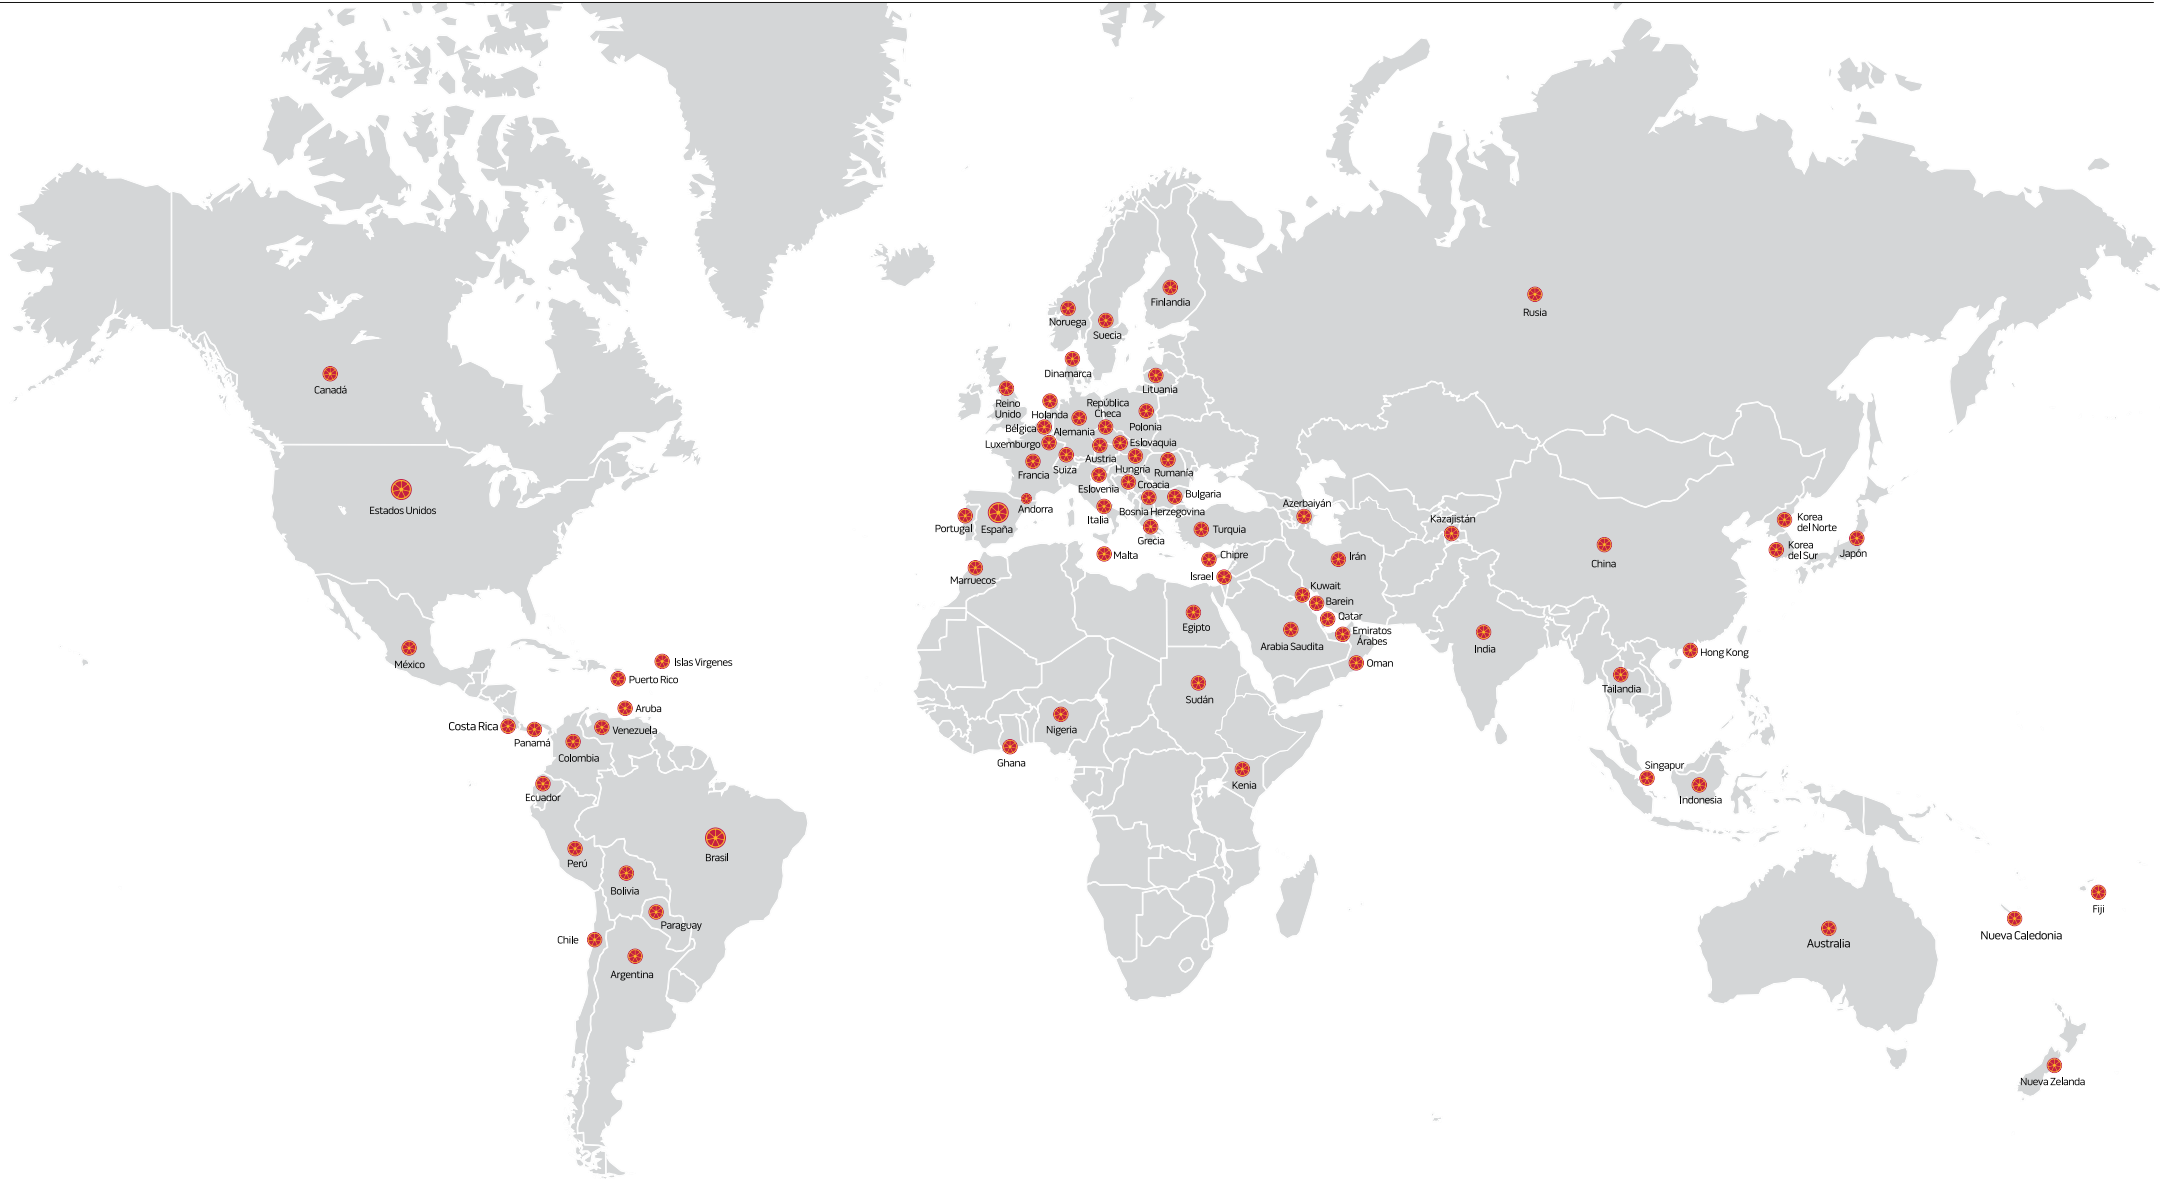 Canadá
Estados Unidos
México
Islas Virgenes
Puerto Rico
Aruba
Costa Rica
Panamá
Venezuela
Colombia
Ecuador
Perú
Brasil
Bolivia
Paraguay
Chile
Argentina
Finlandia
Noruega
Suecia
Dinamarca
Lituania
Reino
Unido
Holanda
República
Checa
Polonia
Bélgica
Alemania
Luxemburgo
Eslovaquia
Austria
Francia
Suiza
Hungría
Rumanía
Eslovenia
Croacia
Bulgaria
Andorra
Bosnia Herzegovina
Italia
Portugal
España
Grecia
Turquia
Malta
Chipre
Marruecos
Israel
Egipto
Sudán
Nigeria
Ghana
Kenia
Rusia
Azerbaiyán
Kazajistán
Irán
Kuwait
Barein
Qatar
Emiratos
Árabes
Arabia Saudita
Oman
India
China
Korea
del Norte
Korea
del Sur
Japón
Hong Kong
Tailandia
Singapur
Indonesia
Fiji
Nueva Caledonia
Australia
Nueva Zelanda